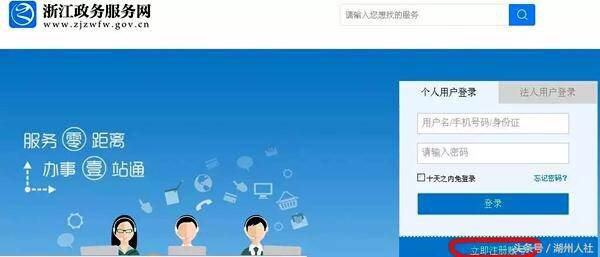 浙江政务服务网
www.zjzwfw.gov.cn
请输入您想找的服务
个人用户登录
法人用户登录
用户名/手机号码/身份证
请输入密码
十天之内免登录
忘记密码?
登录
服务零距离
办事壹站通
立即注册账号
头条号/湖州人社